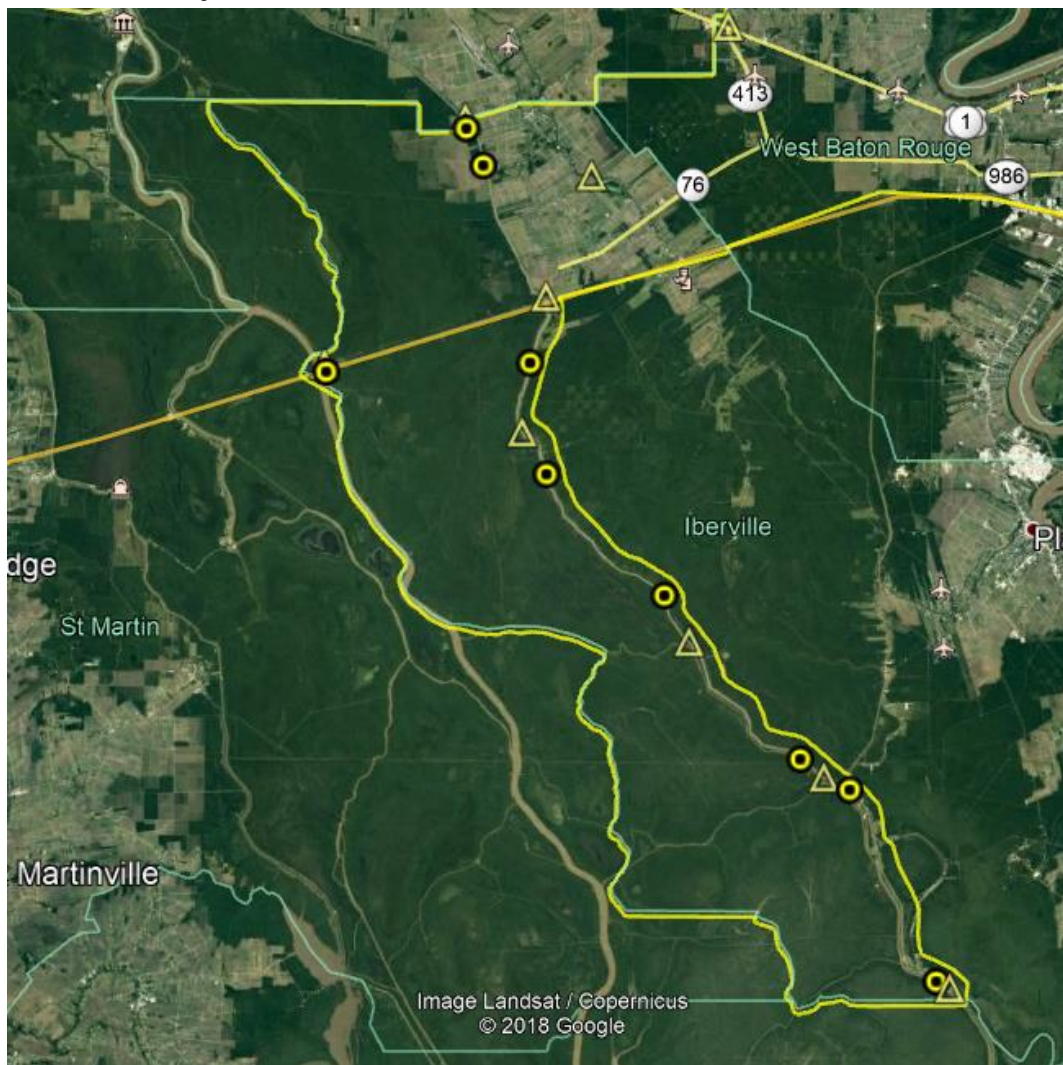 413
1
West Baton Rouge
986
76
Iberville
Pl
dge
St Martin
Martinville
Image Landsat / Copernicus
© 2018 Google